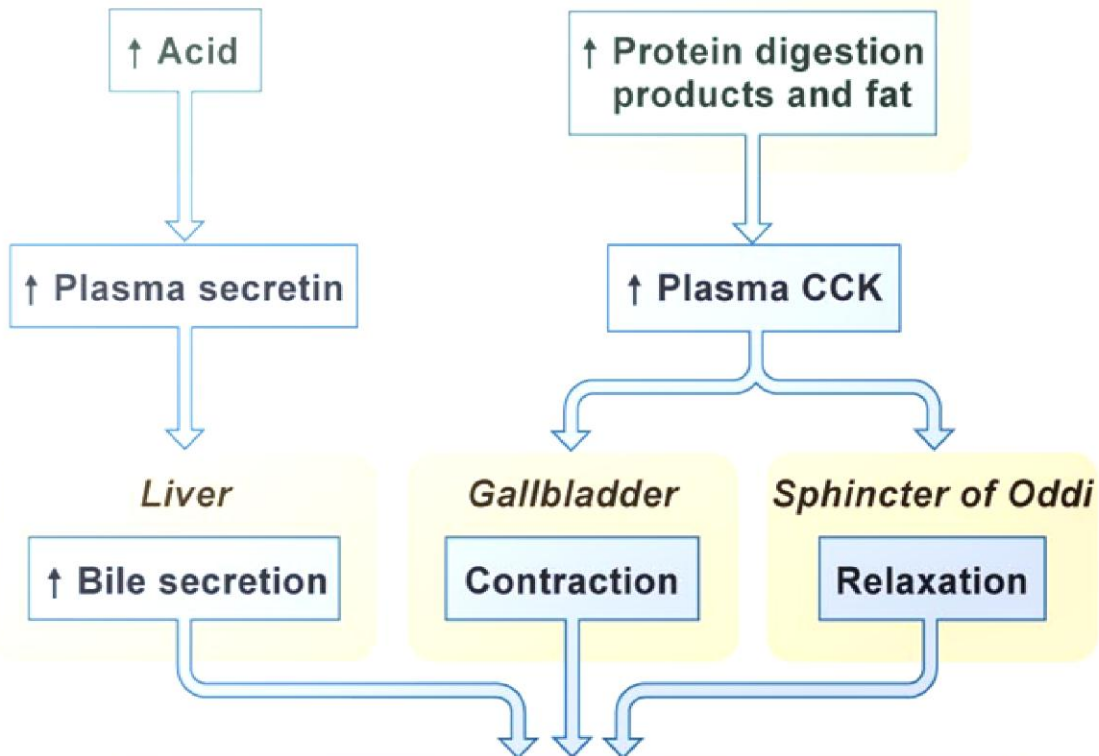 ↑ Acid
↑ Protein digestion
products and fat
↑ Plasma secretin
↑ Plasma CCK
Liver
Gallbladder
Sphincter of Oddi
↑ Bile secretion
Contraction
Relaxation